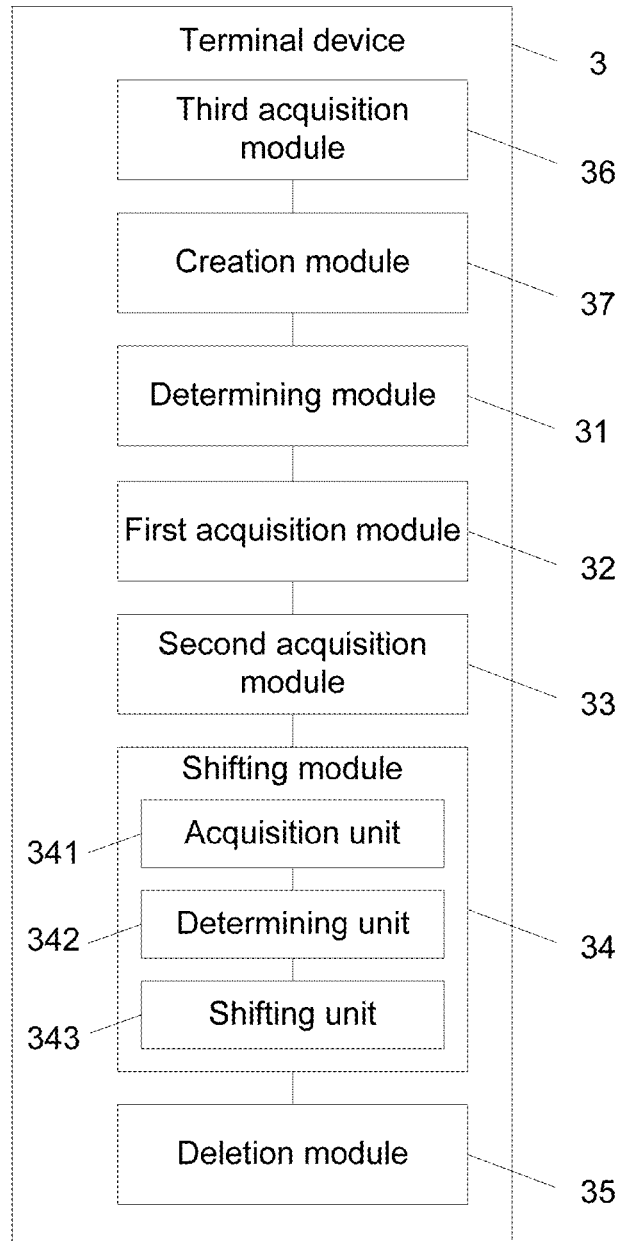 Terminal device
3
Third acquisition
module
36
Creation module
37
Determining module
31
First acquisition module
32
Second acquisition
module
33
Shifting module
341
Acquisition unit
342
Determining unit
34
343
Shifting unit
Deletion module
35